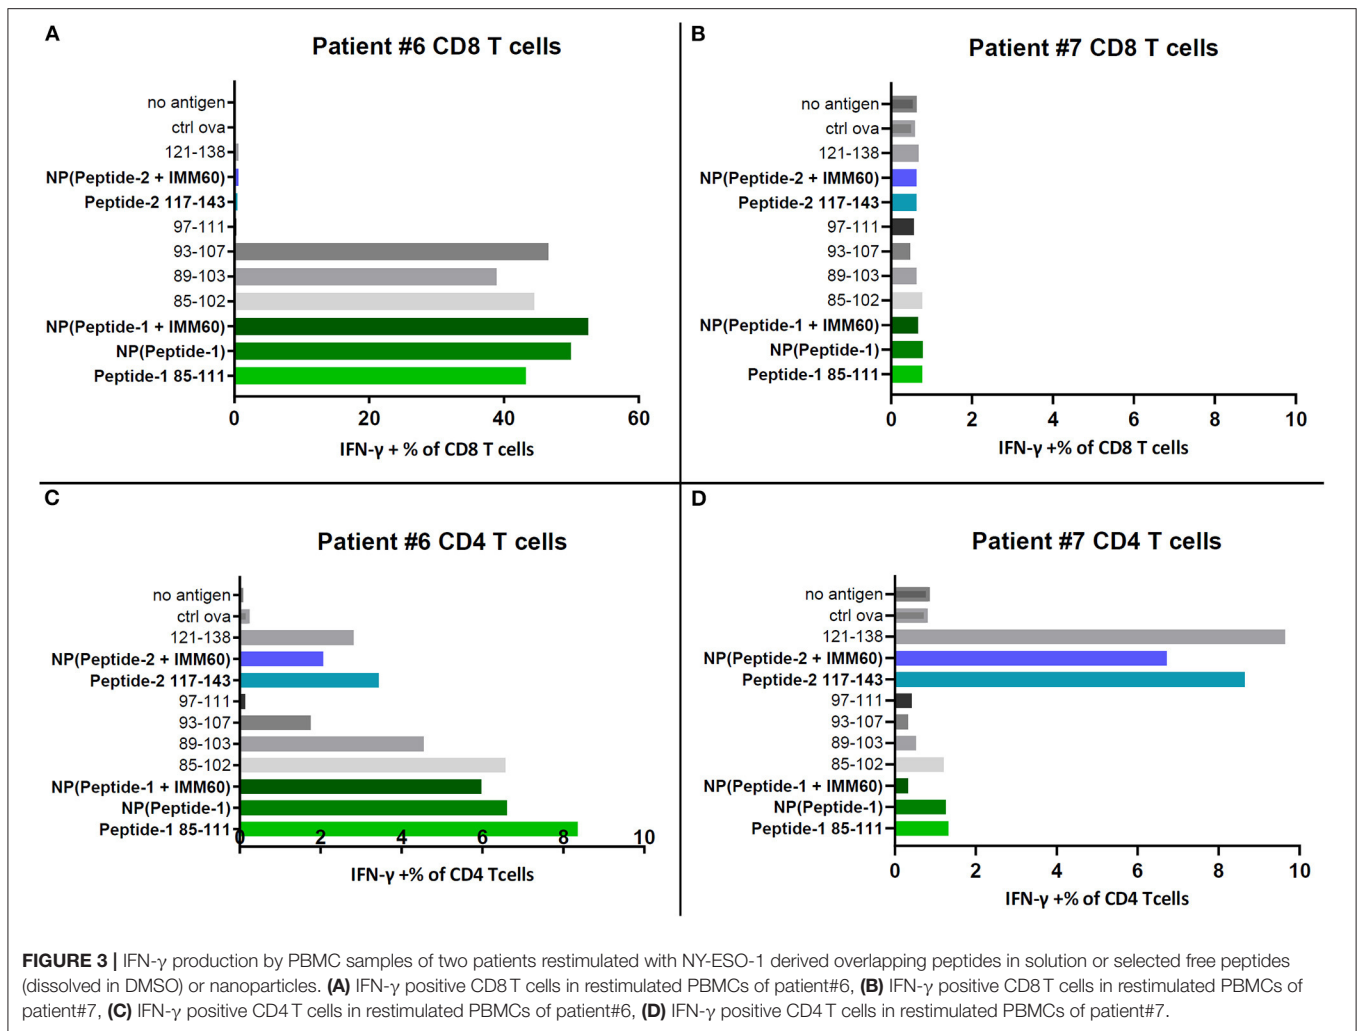 A
Patient #6 CD8 T cells
no antigen
ctrl ova
121-138
NP(Peptide-2 + IMM60)
Peptide-2 117-143
97-111
93-107
89-103
85-102
NP(Peptide-1 + IMM60)
NP(Peptide-1)
Peptide-1 85-111
0 20 40 60
IFN-γ + % of CD8 T cells
B
Patient #7 CD8 T cells
no antigen
ctrl ova
121-138
NP(Peptide-2 + IMM60)
Peptide-2 117-143
97-111
93-107
89-103
85-102
NP(Peptide-1 + IMM60)
NP(Peptide-1)
Peptide-1 85-111
0 2 4 6 8 10
IFN-γ +% of CD8 T cells
C
Patient #6 CD4 T cells
no antigen
ctrl ova
121-138
NP(Peptide-2 + IMM60)
Peptide-2 117-143
97-111
93-107
89-103
85-102
NP(Peptide-1 + IMM60)
NP(Peptide-1)
Peptide-1 85-111
0 2 4 6 8 10
IFN-γ +% of CD4 Tcells
D
Patient #7 CD4 T cells
no antigen
ctrl ova
121-138
NP(Peptide-2 + IMM60)
Peptide-2 117-143
97-111
93-107
89-103
85-102
NP(Peptide-1 + IMM60)
NP(Peptide-1)
Peptide-1 85-111
0 2 4 6 8 10
IFN-γ +% of CD4 Tcells
FIGURE 3 | IFN-γ production by PBMC samples of two patients restimulated with NY-ESO-1 derived overlapping peptides in solution or selected free peptides
(dissolved in DMSO) or nanoparticles. (A) IFN-γ positive CD8 T cells in restimulated PBMCs of patient#6, (B) IFN-γ positive CD8 T cells in restimulated PBMCs of
patient#7, (C) IFN-γ positive CD4 T cells in restimulated PBMCs of patient#6, (D) IFN-γ positive CD4 T cells in restimulated PBMCs of patient#7.